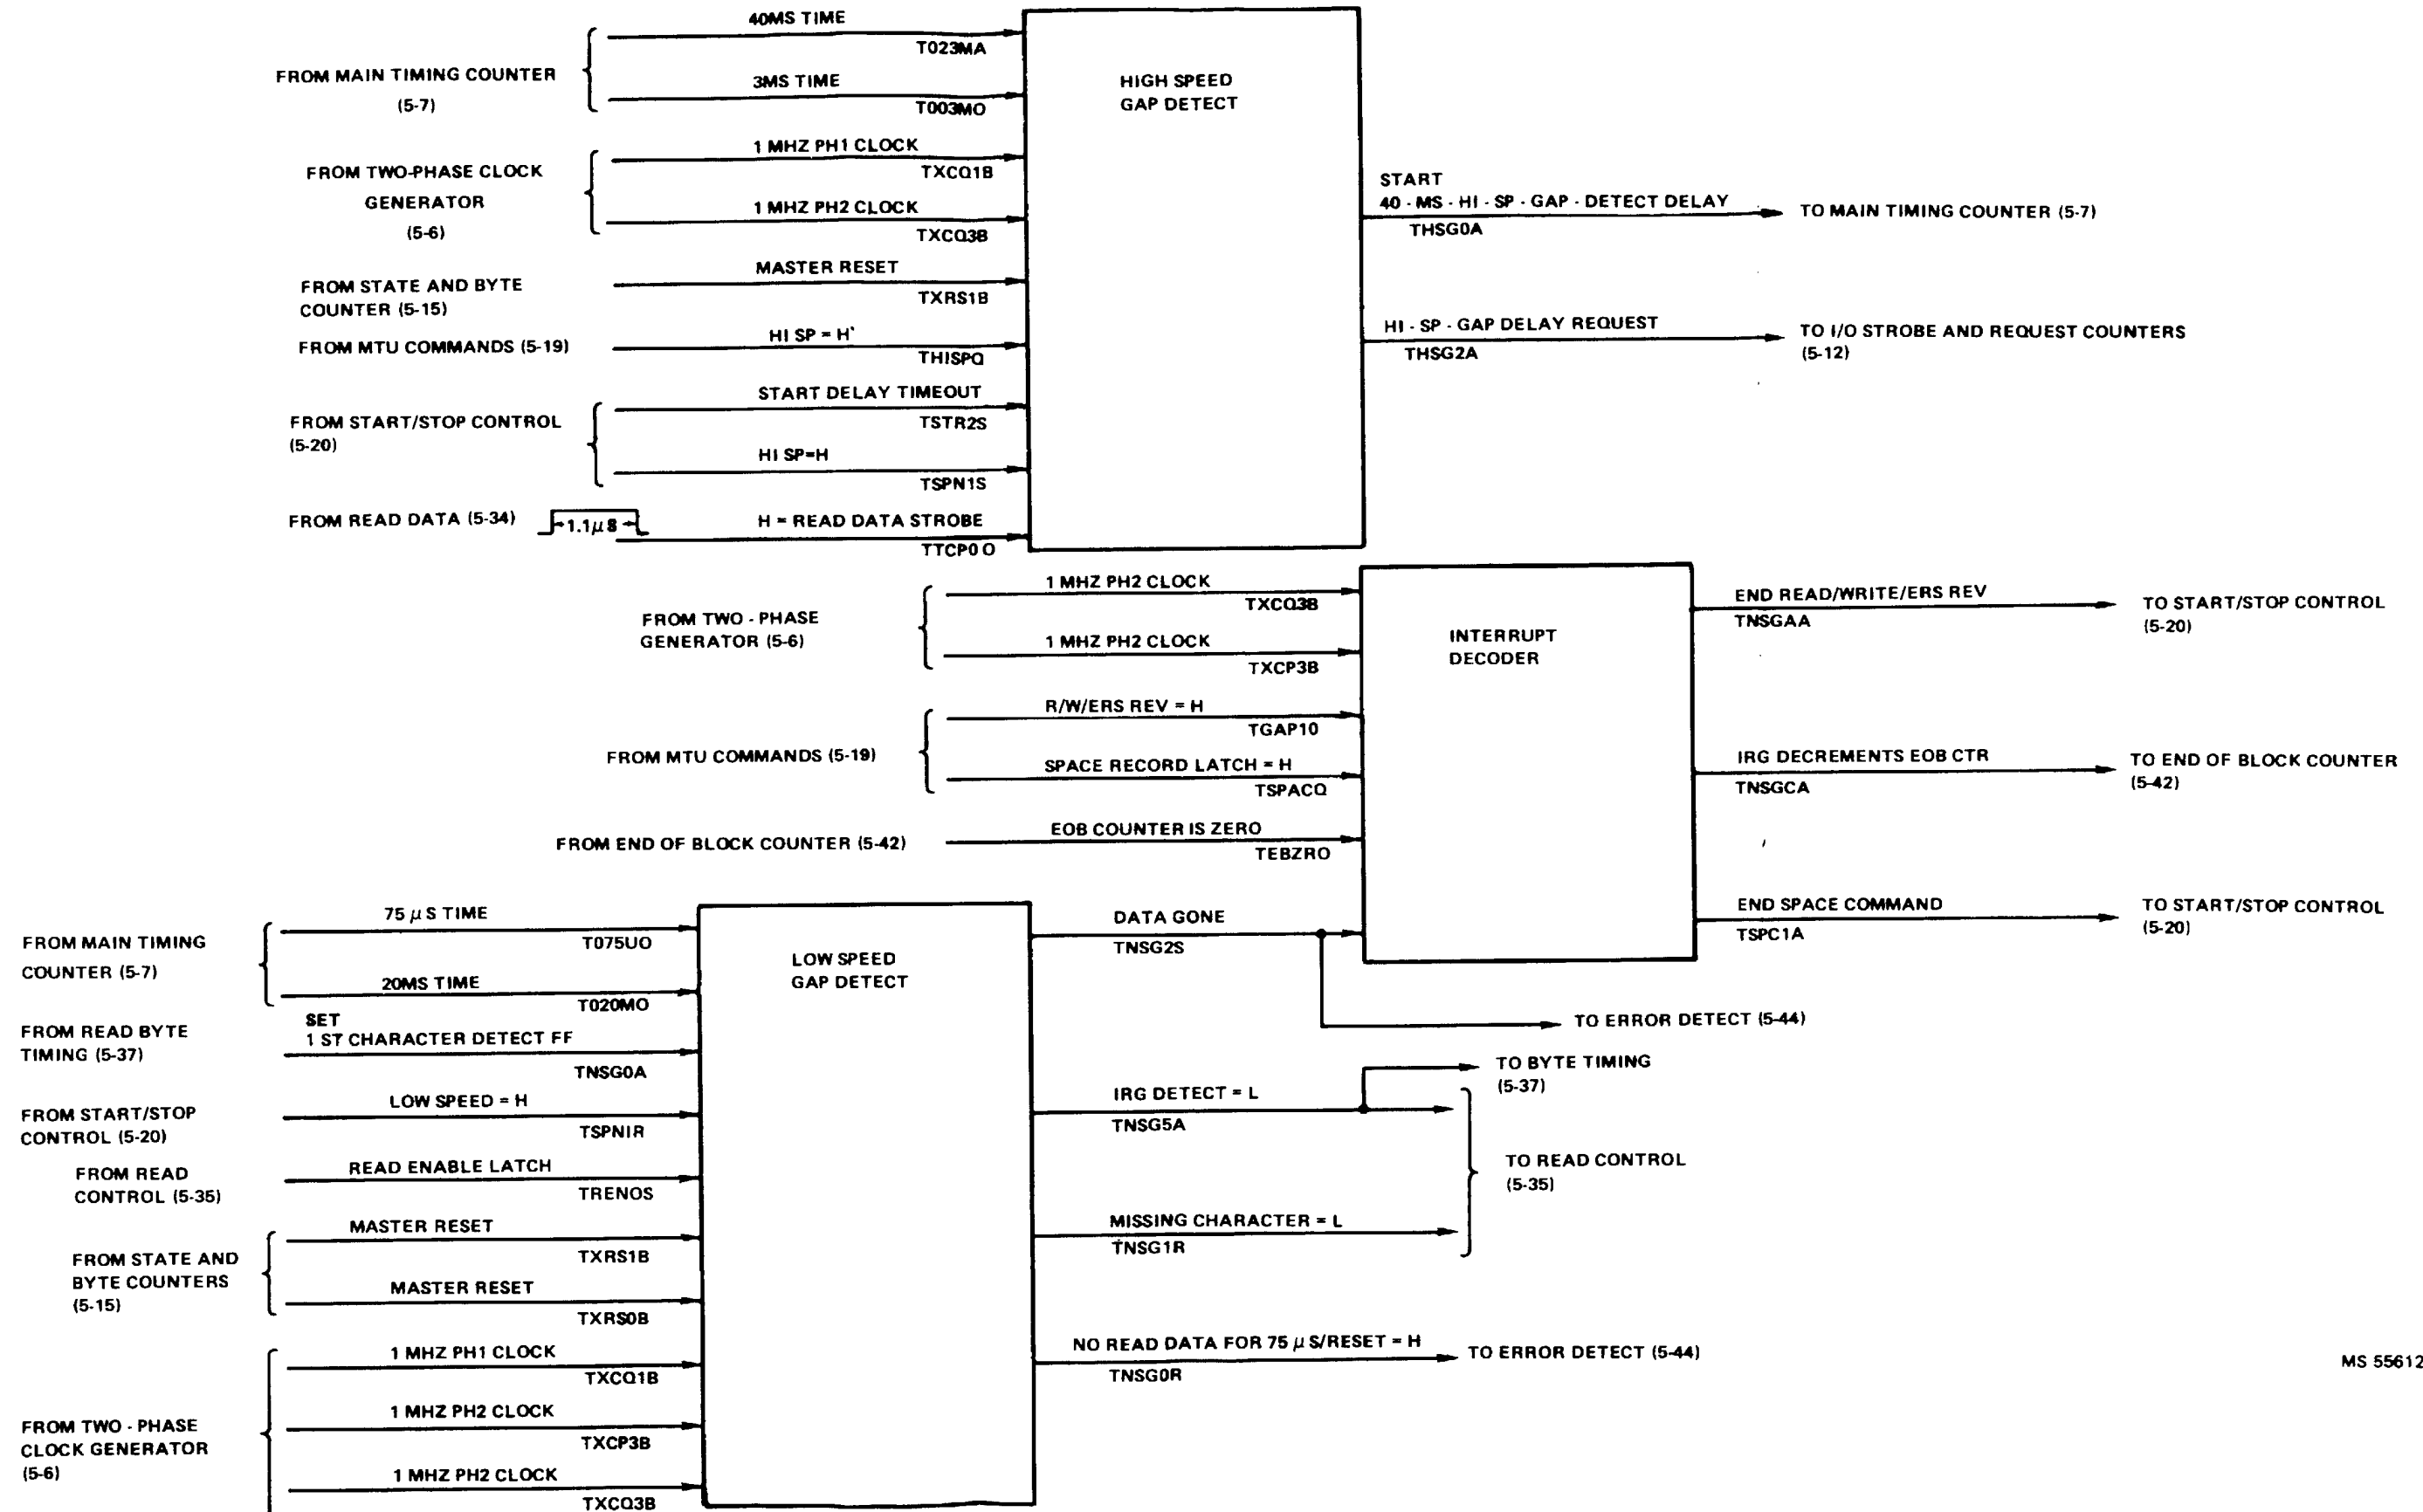 40MS TIME
T023MA
FROM MAIN TIMING COUNTER
(5-7)
3MS TIME
T003MO
HIGH SPEED
GAP DETECT
1 MHZ PH1 CLOCK
TXCQ1B
FROM TWO-PHASE CLOCK
GENERATOR
(5-6)
1 MHZ PH2 CLOCK
TXCQ3B
MASTER RESET
TXRS1B
FROM STATE AND BYTE
COUNTER (5-15)
FROM MTU COMMANDS (5-19)
HI SP = H'
THISPQ
START DELAY TIMEOUT
TSTR2S
FROM START/STOP CONTROL
(5-20)
HI SP=H
TSPN1S
FROM READ DATA (5-34)
1.1μS
H = READ DATA STROBE
TTCP0 O
START
40 - MS - HI - SP - GAP - DETECT DELAY
THSG0A
TO MAIN TIMING COUNTER (5-7)
HI - SP - GAP DELAY REQUEST
THSG2A
TO I/O STROBE AND REQUEST COUNTERS
(5-12)
FROM TWO - PHASE
GENERATOR (5-6)
1 MHZ PH2 CLOCK
TXCQ3B
1 MHZ PH2 CLOCK
TXCP3B
INTERRUPT
DECODER
FROM MTU COMMANDS (5-19)
R/W/ERS REV = H
TGAP10
SPACE RECORD LATCH = H
TSPACQ
FROM END OF BLOCK COUNTER (5-42)
EOB COUNTER IS ZERO
TEBZRO
END READ/WRITE/ERS REV
TNSGAA
TO START/STOP CONTROL
(5-20)
IRG DECREMENTS EOB CTR
TNSGCA
TO END OF BLOCK COUNTER
(5-42)
END SPACE COMMAND
TSPC1A
TO START/STOP CONTROL
(5-20)
FROM MAIN TIMING
COUNTER (5-7)
75 μS TIME
T075UO
20MS TIME
T020MO
LOW SPEED
GAP DETECT
FROM READ BYTE
TIMING (5-37)
SET
1 ST CHARACTER DETECT FF
TNSG0A
FROM START/STOP
CONTROL (5-20)
LOW SPEED = H
TSPNIR
FROM READ
CONTROL (5-35)
READ ENABLE LATCH
TRENOS
FROM STATE AND
BYTE COUNTERS
(5-15)
MASTER RESET
TXRS1B
MASTER RESET
TXRS0B
FROM TWO - PHASE
CLOCK GENERATOR
(5-6)
1 MHZ PH1 CLOCK
TXCQ1B
1 MHZ PH2 CLOCK
TXCP3B
1 MHZ PH2 CLOCK
TXCQ3B
DATA GONE
TNSG2S
TO ERROR DETECT (5-44)
TO BYTE TIMING
(5-37)
IRG DETECT = L
TNSG5A
TO READ CONTROL
(5-35)
MISSING CHARACTER = L
TNSG1R
NO READ DATA FOR 75 μS/RESET = H
TNSG0R
TO ERROR DETECT (5-44)
MS 55612